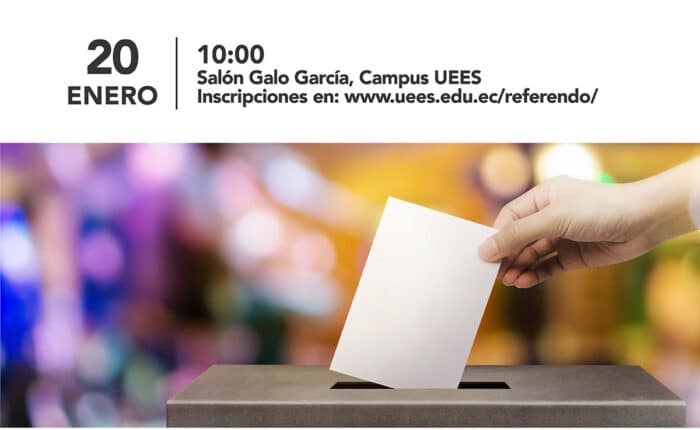 20
ENERO
10:00
Salón Galo García, Campus UEES
Inscripciones en: www.uees.edu.ec/referendo/